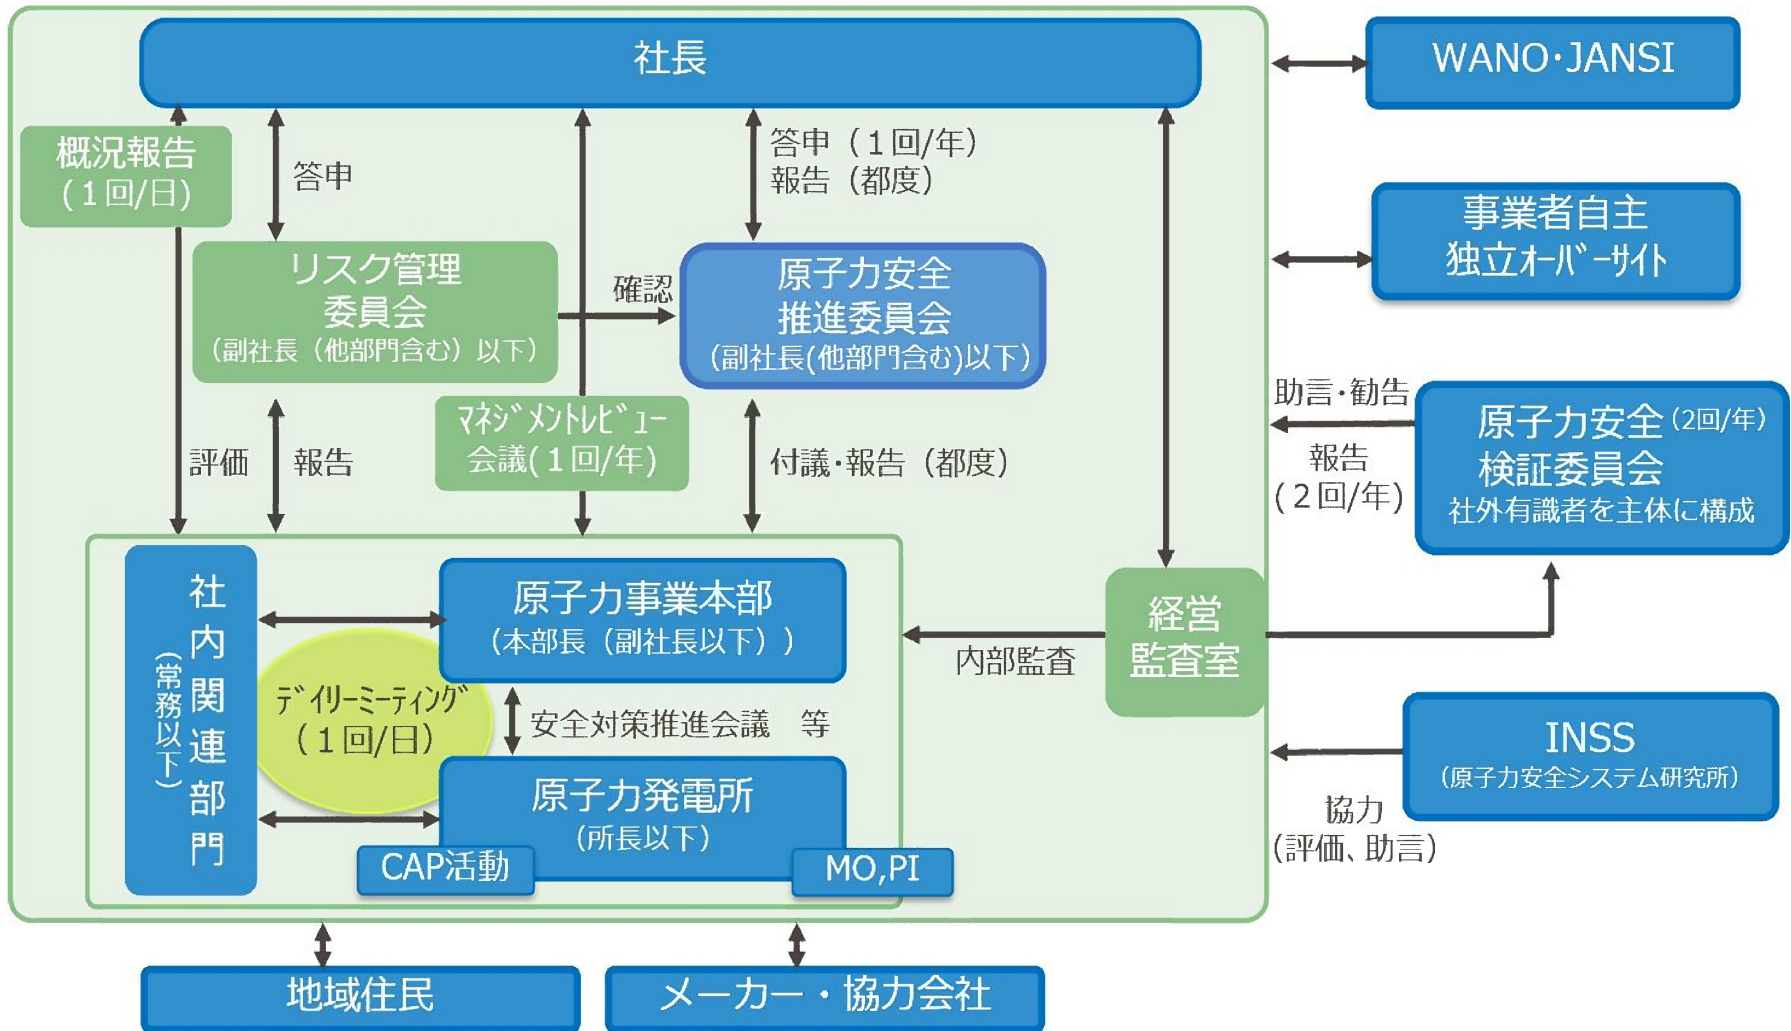 社長
WANO・JANSI
概況報告
(１回/日)
答申
答申（１回/年）
報告（都度）
事業者自主
独立ｵｰﾊﾞｰｻｲﾄ
リスク管理
委員会
（副社長（他部門含む）以下）
確認
原子力安全
推進委員会
(副社長(他部門含む)以下）
助言・勧告
報告
(２回/年)
原子力安全(2回/年)
検証委員会
社外有識者を主体に構成
評価
報告
ﾏﾈｼﾞﾒﾝﾄﾚﾋﾞｭｰ
会議(１回/年)
付議・報告（都度）
社内関連部門
（常務以下）
原子力事業本部
（本部長（副社長以下））
内部監査
経営
監査室
ﾃﾞｲﾘｰﾐｰﾃｨﾝｸﾞ
(１回/日)
安全対策推進会議　等
原子力発電所
（所長以下）
CAP活動
MO,PI
INSS
（原子力安全システム研究所）
協力
(評価、助言)
地域住民
メーカー・協力会社